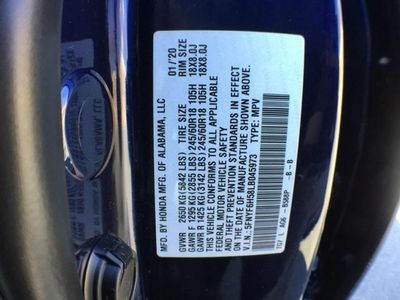 MFD. BY HONDA MFG. OF ALABAMA, LLC 01/'20
GVWR 2650 KG (5842 LBS) TIRE SIZE RIM SIZE
GAWR F 1295 KG (2855 LBS) 245/60R18 105H 18X8.0J
GAWR R 1425 KG (3142 LBS) 245/60R18 105H 18X8.0J
THIS VEHICLE CONFORMS TO ALL APPLICABLE
FEDERAL MOTOR VEHICLE SAFETY
AND THEFT PREVENTION STANDARDS IN EFFECT
ON THE DATE OF MANUFACTURE SHOWN ABOVE.
V.I.N.: TYPE: MPV
L AG6 - B588P -B - B